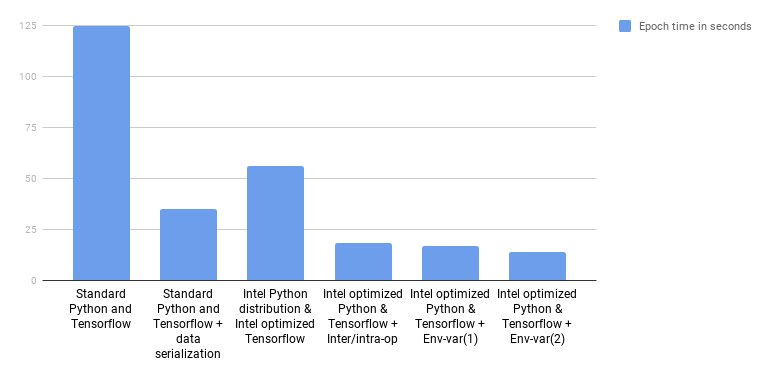 125
100
75
50
25
0
Epoch time in seconds
Standard
Python and
Tensorflow
Standard
Python and
Tensorflow +
data
serialization
Intel Python
distribution &
Intel optimized
Tensorflow
Intel optimized
Python &
Tensorflow +
Inter/intra-op
Intel optimized
Python &
Tensorflow +
Env-var(1)
Intel optimized
Python &
Tensorflow +
Env-var(2)